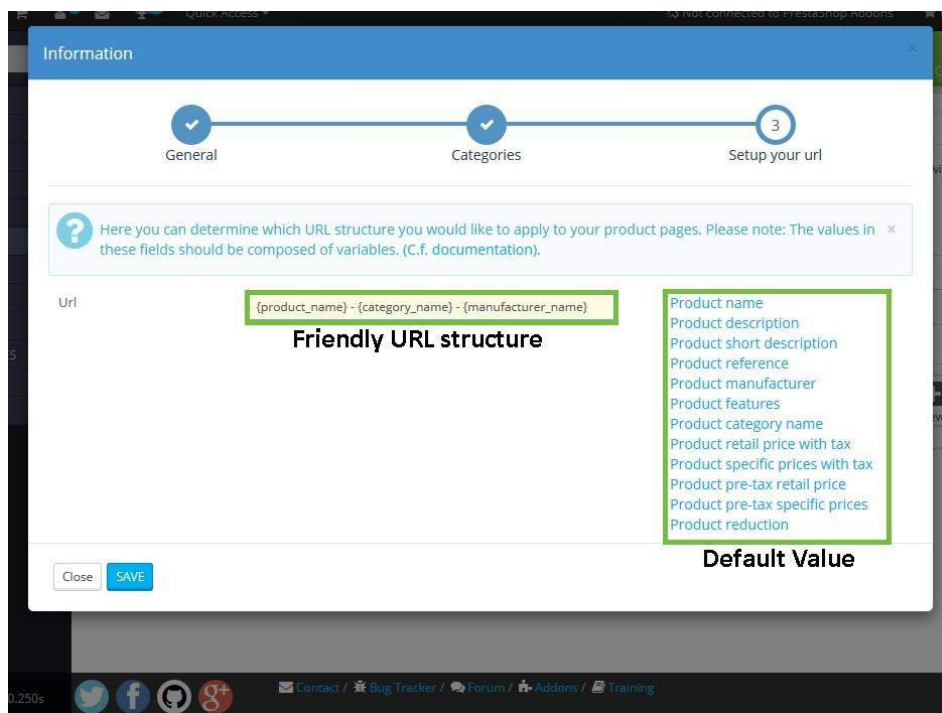 Quick Access
Not connected to PrestaShop Addons
Information
×
3
General
Categories
Setup your url
Here you can determine which URL structure you would like to apply to your product pages. Please note: The values in ×
these fields should be composed of variables. (C.f. documentation).
Url
{product_name} - {category_name} - {manufacturer_name}
Friendly URL structure
Product name
Product description
Product short description
Product reference
Product manufacturer
Product features
Product category name
Product retail price with tax
Product specific prices with tax
Product pre-tax retail price
Product pre-tax specific prices
Product reduction
Default Value
Close
SAVE
0.250s
Contact / Bug Tracker / Forum / Addons / Training